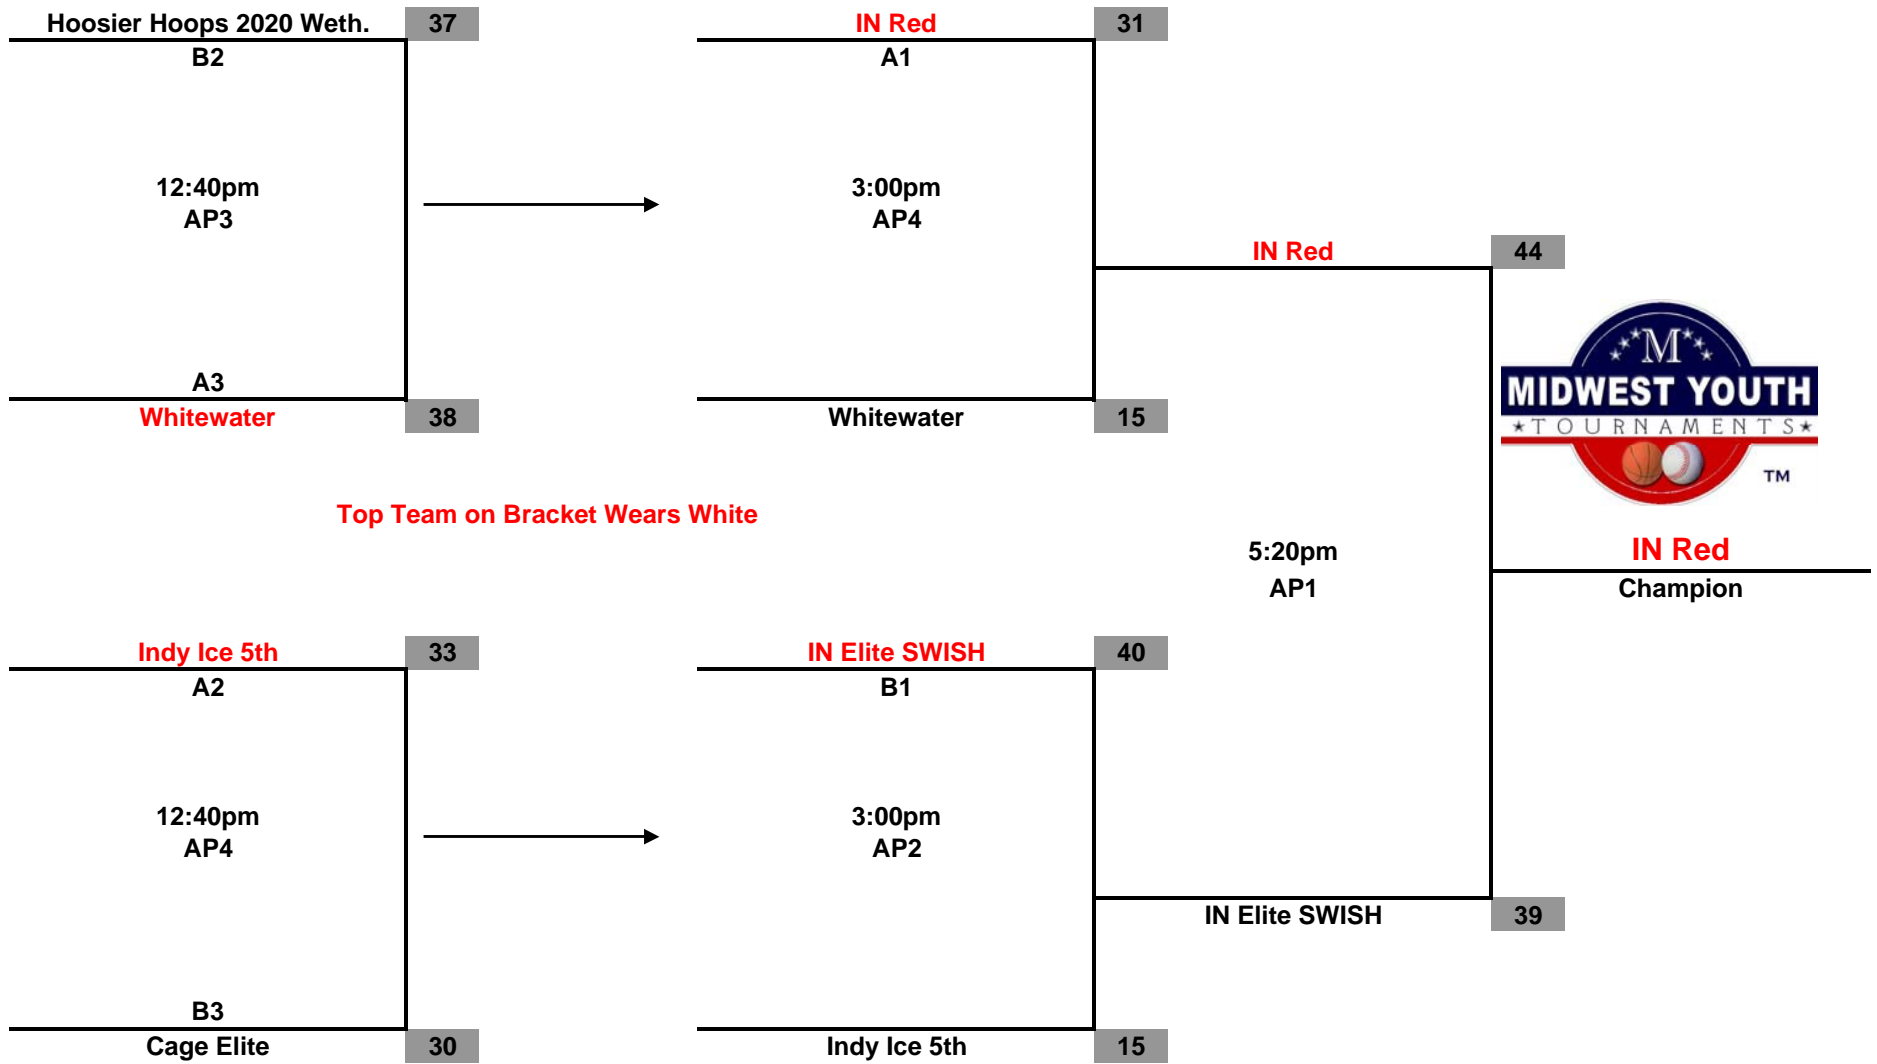 Hoosier Hoops 2020 Weth. 37
B2
12:40pm
AP3
A3
Whitewater 38
IN Red 31
A1
3:00pm
AP4
Whitewater 15
IN Red 44
M
MIDWEST YOUTH
★TOURNAMENTS★
TM
Top Team on Bracket Wears White
5:20pm
AP1
IN Red
Champion
Indy Ice 5th 33
A2
12:40pm
AP4
B3
Cage Elite 30
IN Elite SWISH 40
B1
3:00pm
AP2
Indy Ice 5th 15
IN Elite SWISH 39